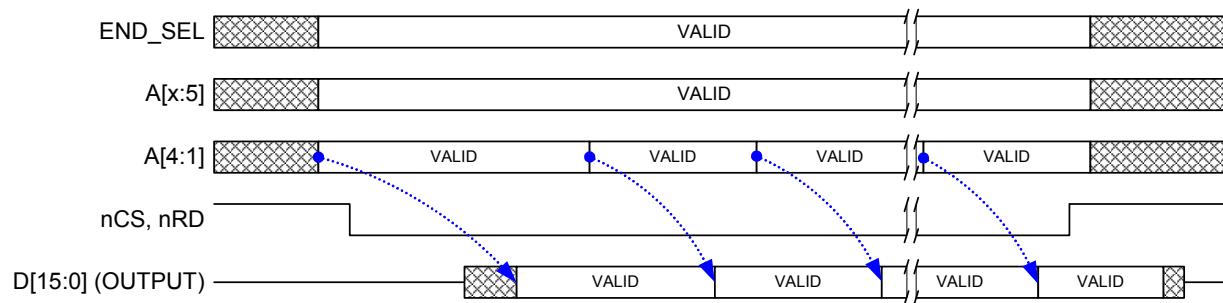 END_SEL VALID
A[x:5] VALID
A[4:1] VALID VALID VALID VALID
nCS, nRD
D[15:0] (OUTPUT) VALID VALID VALID VALID